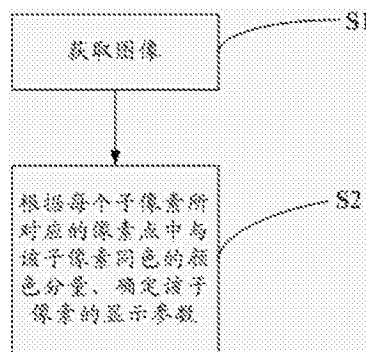 获取图像
S1
根据每个子像素所
对应的像素点中与
该子像素同色的颜
色分量、确定该子
像素的显示参数
S2